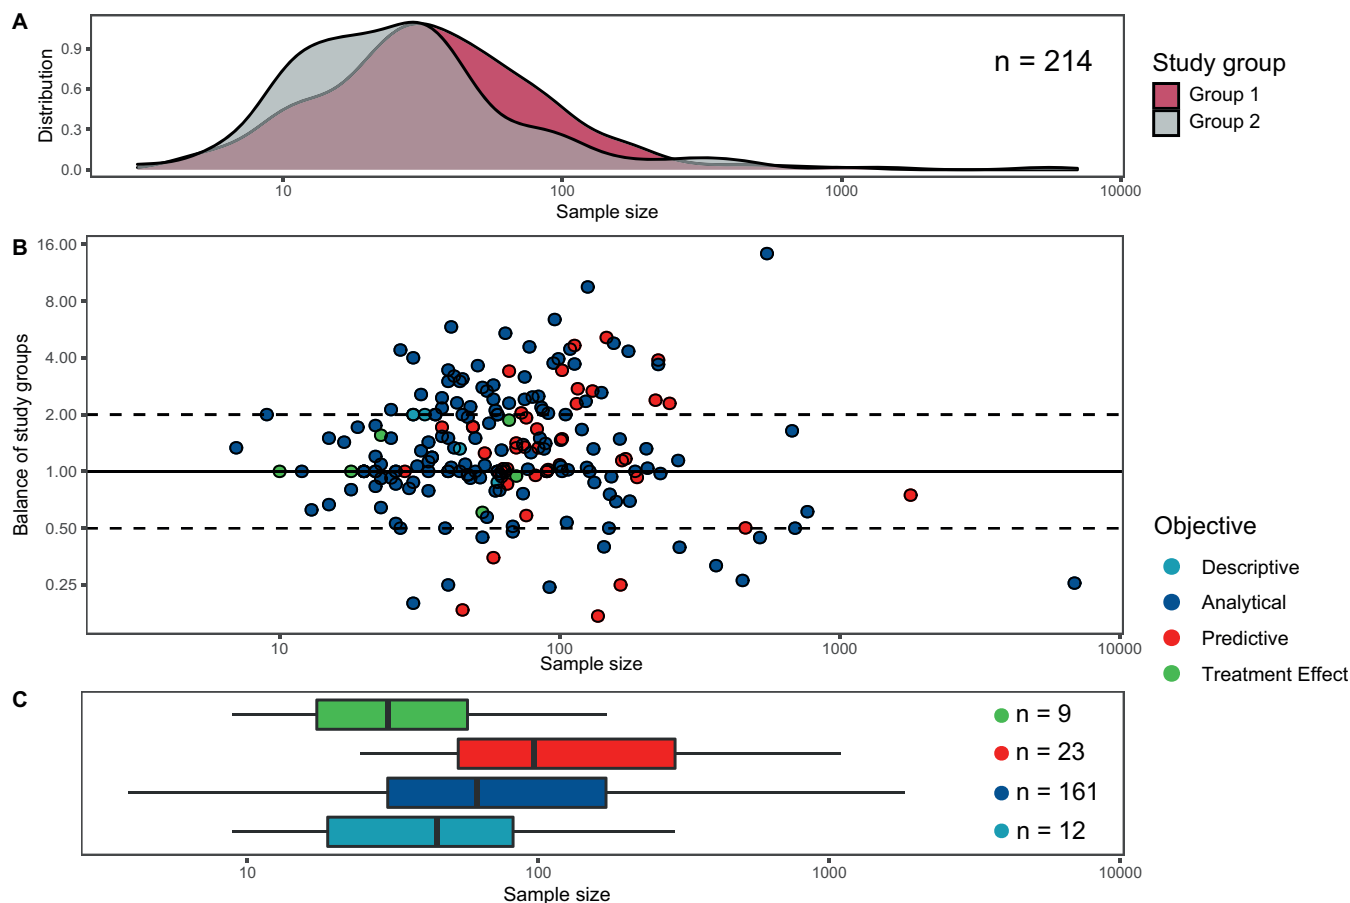 A
Distribution
0.9
0.6
0.3
0.0
n = 214
10
100
1000
10000
Sample size
Study group
Group 1
Group 2
B
Balance of study groups
16.00
8.00
4.00
2.00
1.00
0.50
0.25
10
100
1000
10000
Sample size
Objective
Descriptive
Analytical
Predictive
Treatment Effect
C
n = 9
n = 23
n = 161
n = 12
10
100
1000
10000
Sample size